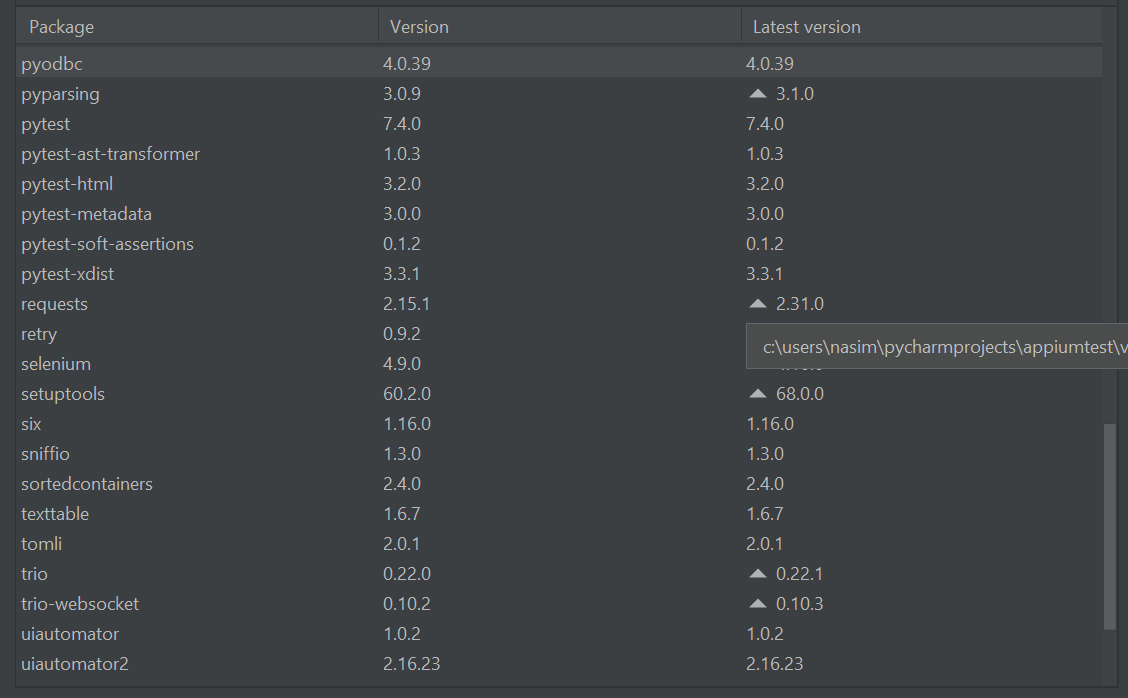 Package Version Latest version
pyodbc 4.0.39 4.0.39
pyparsing 3.0.9 3.1.0
pytest 7.4.0 7.4.0
pytest-ast-transformer 1.0.3 1.0.3
pytest-html 3.2.0 3.2.0
pytest-metadata 3.0.0 3.0.0
pytest-soft-assertions 0.1.2 0.1.2
pytest-xdist 3.3.1 3.3.1
requests 2.15.1 2.31.0
retry 0.9.2
c:\users\nasim\pycharmprojects\appiumtest\v
selenium 4.9.0
setuptools 60.2.0 68.0.0
six 1.16.0 1.16.0
sniffio 1.3.0 1.3.0
sortedcontainers 2.4.0 2.4.0
texttable 1.6.7 1.6.7
tomli 2.0.1 2.0.1
trio 0.22.0 0.22.1
trio-websocket 0.10.2 0.10.3
uiautomator 1.0.2 1.0.2
uiautomator2 2.16.23 2.16.23